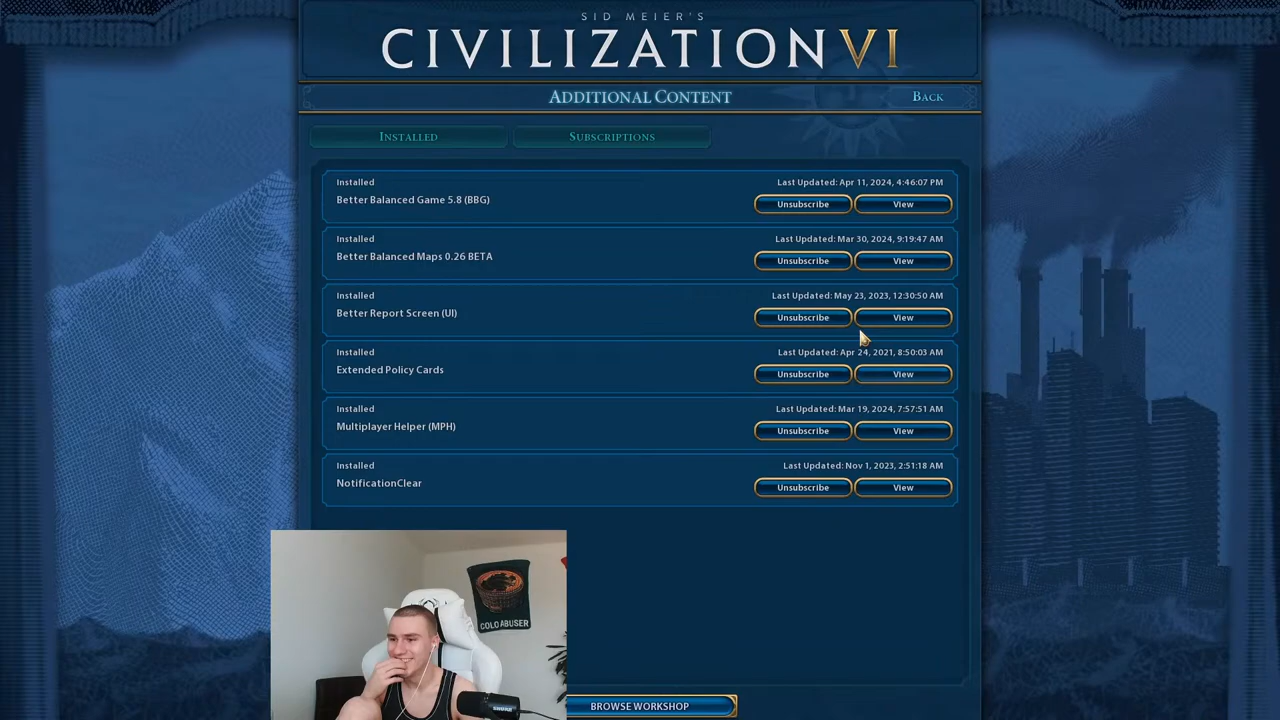 SID MEIER'S
CIVILIZATION VI
ADDITIONAL CONTENT
BACK
INSTALLED
SUBSCRIPTIONS
Installed
Last Updated: Apr 11, 2024, 4:46:07 PM
Better Balanced Game 5.8 (BBG)
Unsubscribe
View
Installed
Last Updated: Mar 30, 2024, 9:19:47 AM
Better Balanced Maps 0.26 BETA
Unsubscribe
View
Installed
Last Updated: May 23, 2023, 12:30:50 AM
Better Report Screen (UI)
Unsubscribe
View
Installed
Last Updated: Apr 24, 2021, 8:50:03 AM
Extended Policy Cards
Unsubscribe
View
Installed
Last Updated: Mar 19, 2024, 7:57:51 AM
Multiplayer Helper (MPH)
Unsubscribe
View
Installed
Last Updated: Nov 1, 2023, 2:51:18 AM
NotificationClear
Unsubscribe
View
COLO ABUSER
SHURE
BROWSE WORKSHOP